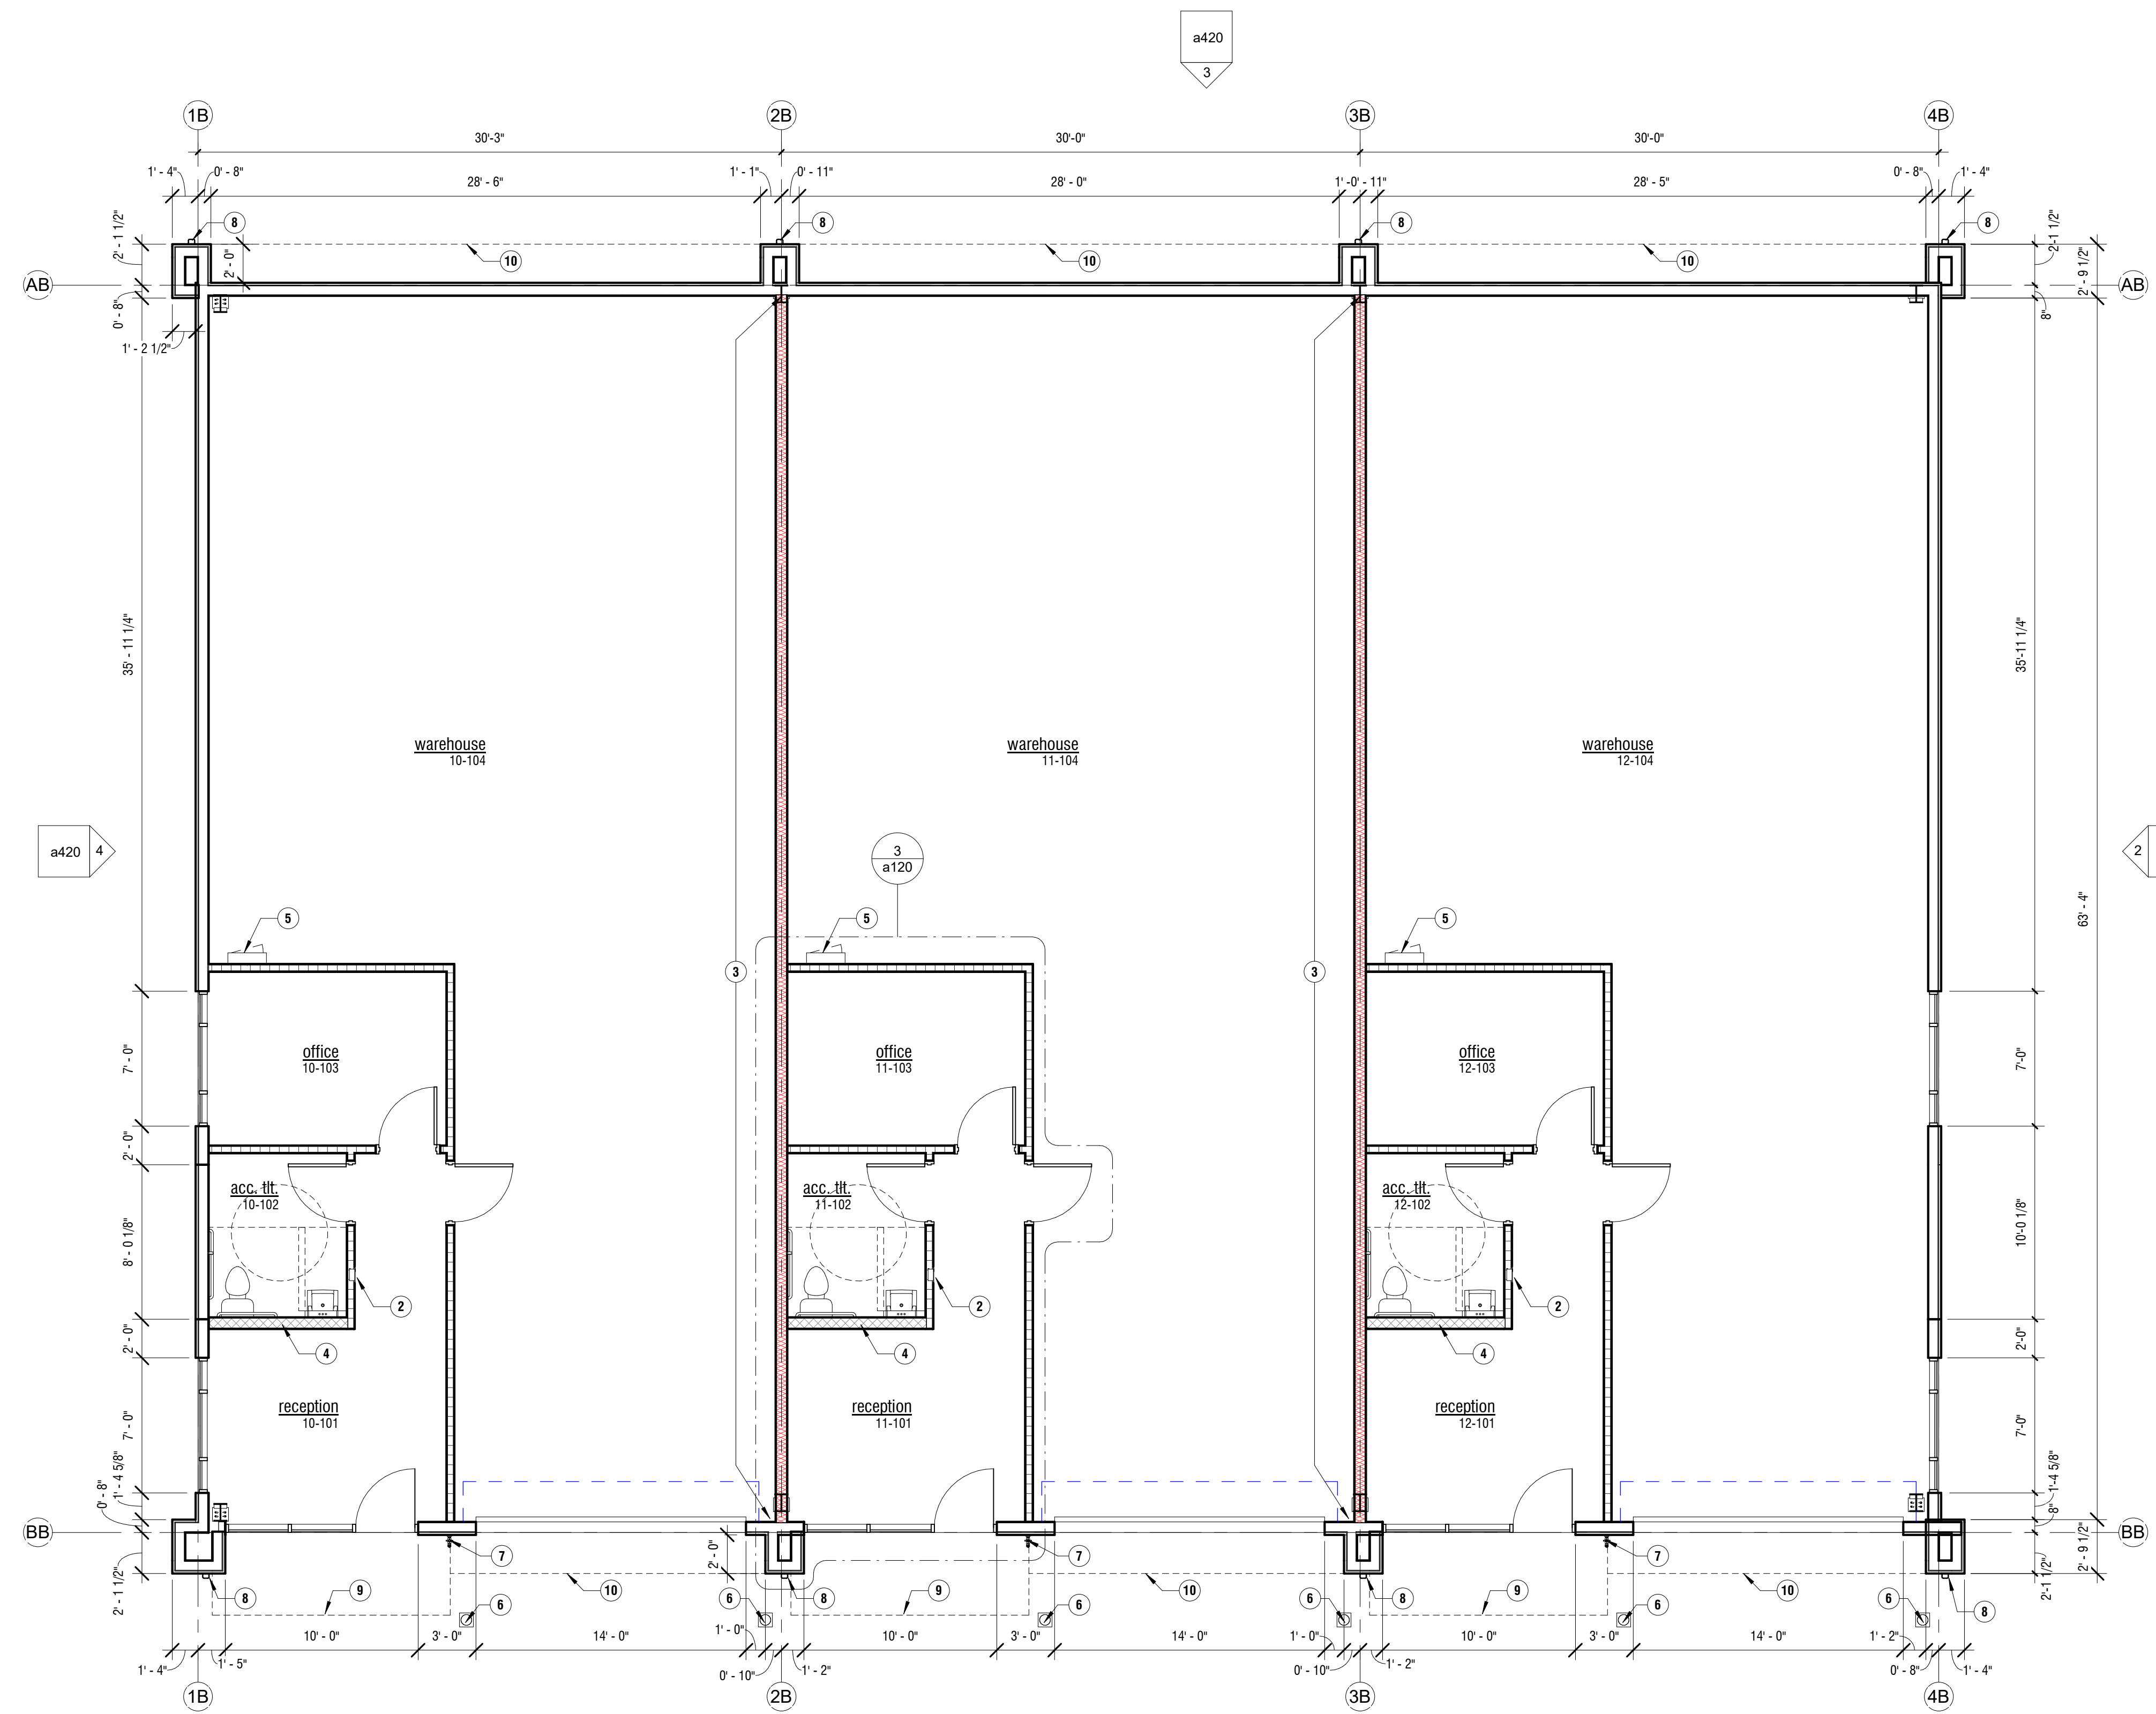 a420
3
1B 2B 3B 4B
30'-3" 30'-0" 30'-0"
1' - 4" 0' - 8" 28' - 6" 1' - 1" 0' - 11" 28' - 0" 1'-0' - 11" 28' - 5" 0' - 8" 1' - 4"
8 8 8 8
2' - 1 1/2" 2' - 0" 10 10 10 2'-1 1/2"
2' - 9 1/2"
AB AB
0' - 8" 8"
1' - 2 1/2"
35' - 11 1/4" 35'-11 1/4"
warehouse warehouse warehouse
10-104 11-104 12-104
a420 4 3 2
a120
63' - 4"
5 5 5
3 3
office office office
10-103 11-103 12-103
7' - 0" 7'-0"
2' - 0"
acc. tlt. acc. tlt. acc. tlt.
10-102 11-102 12-102
8' - 0 1/8" 10'-0 1/8"
2 2 2
2' - 0" 4 4 4 2'-0"
reception reception reception
10-101 11-101 12-101
7' - 0" 7'-0"
1' - 4 5/8" 1'-4 5/8"
0' - 8" 8"
BB BB
2' - 0" 7 7 7 2' - 9 1/2"
2' - 1 1/2" 8 9 10 8 9 10 8 9 10 8 2'-1 1/2"
6 6 6 6 6 6
10' - 0" 3' - 0" 14' - 0" 1' - 0" 10' - 0" 3' - 0" 14' - 0" 1' - 0" 10' - 0" 3' - 0" 14' - 0" 1' - 2"
1' - 4" 1' - 5" 0' - 10" 1' - 2" 0' - 10" 1' - 2" 0' - 8" 1' - 4"
1B 2B 3B 4B